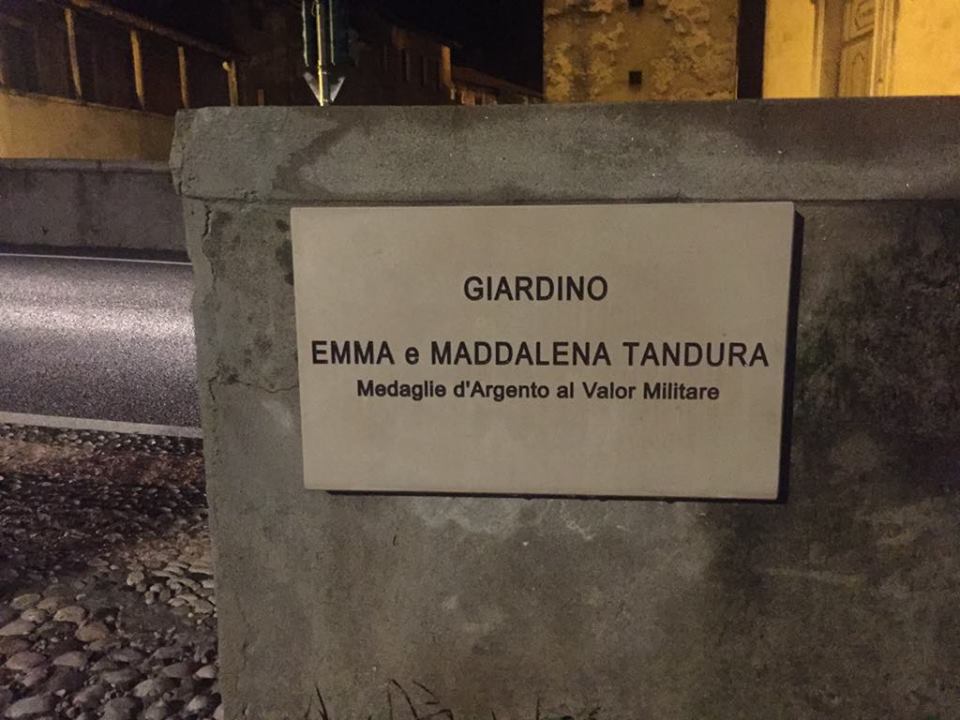 GIARDINO
EMMA e MADDALENA TANDURA
Medaglie d'Argento al Valor Militare